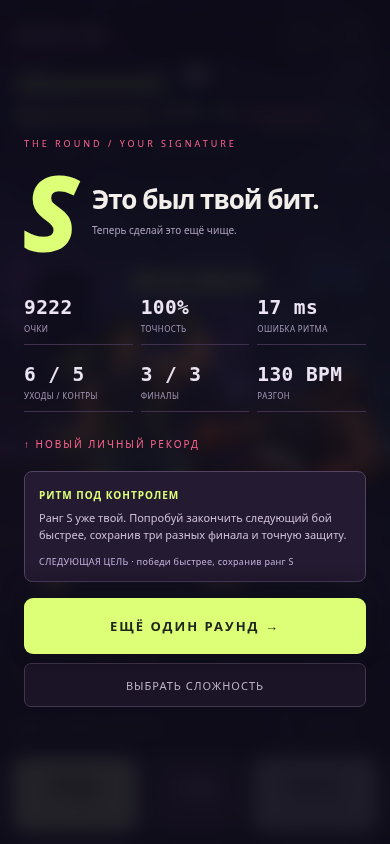 THE ROUND / YOUR SIGNATURE
S
Это был твой бит.
Теперь сделай это ещё чище.
9222
100%
17 ms
ОЧКИ
ТОЧНОСТЬ
ОШИБКА РИТМА
6 / 5
3 / 3
130 BPM
УХОДЫ / КОНТРЫ
ФИНАЛЫ
РАЗГОН
↑ НОВЫЙ ЛИЧНЫЙ РЕКОРД
РИТМ ПОД КОНТРОЛЕМ
Ранг S уже твой. Попробуй закончить следующий бой
быстрее, сохранив три разных финала и точную защиту.
СЛЕДУЮЩАЯ ЦЕЛЬ · победи быстрее, сохранив ранг S
ЕЩЁ ОДИН РАУНД →
ВЫБРАТЬ СЛОЖНОСТЬ